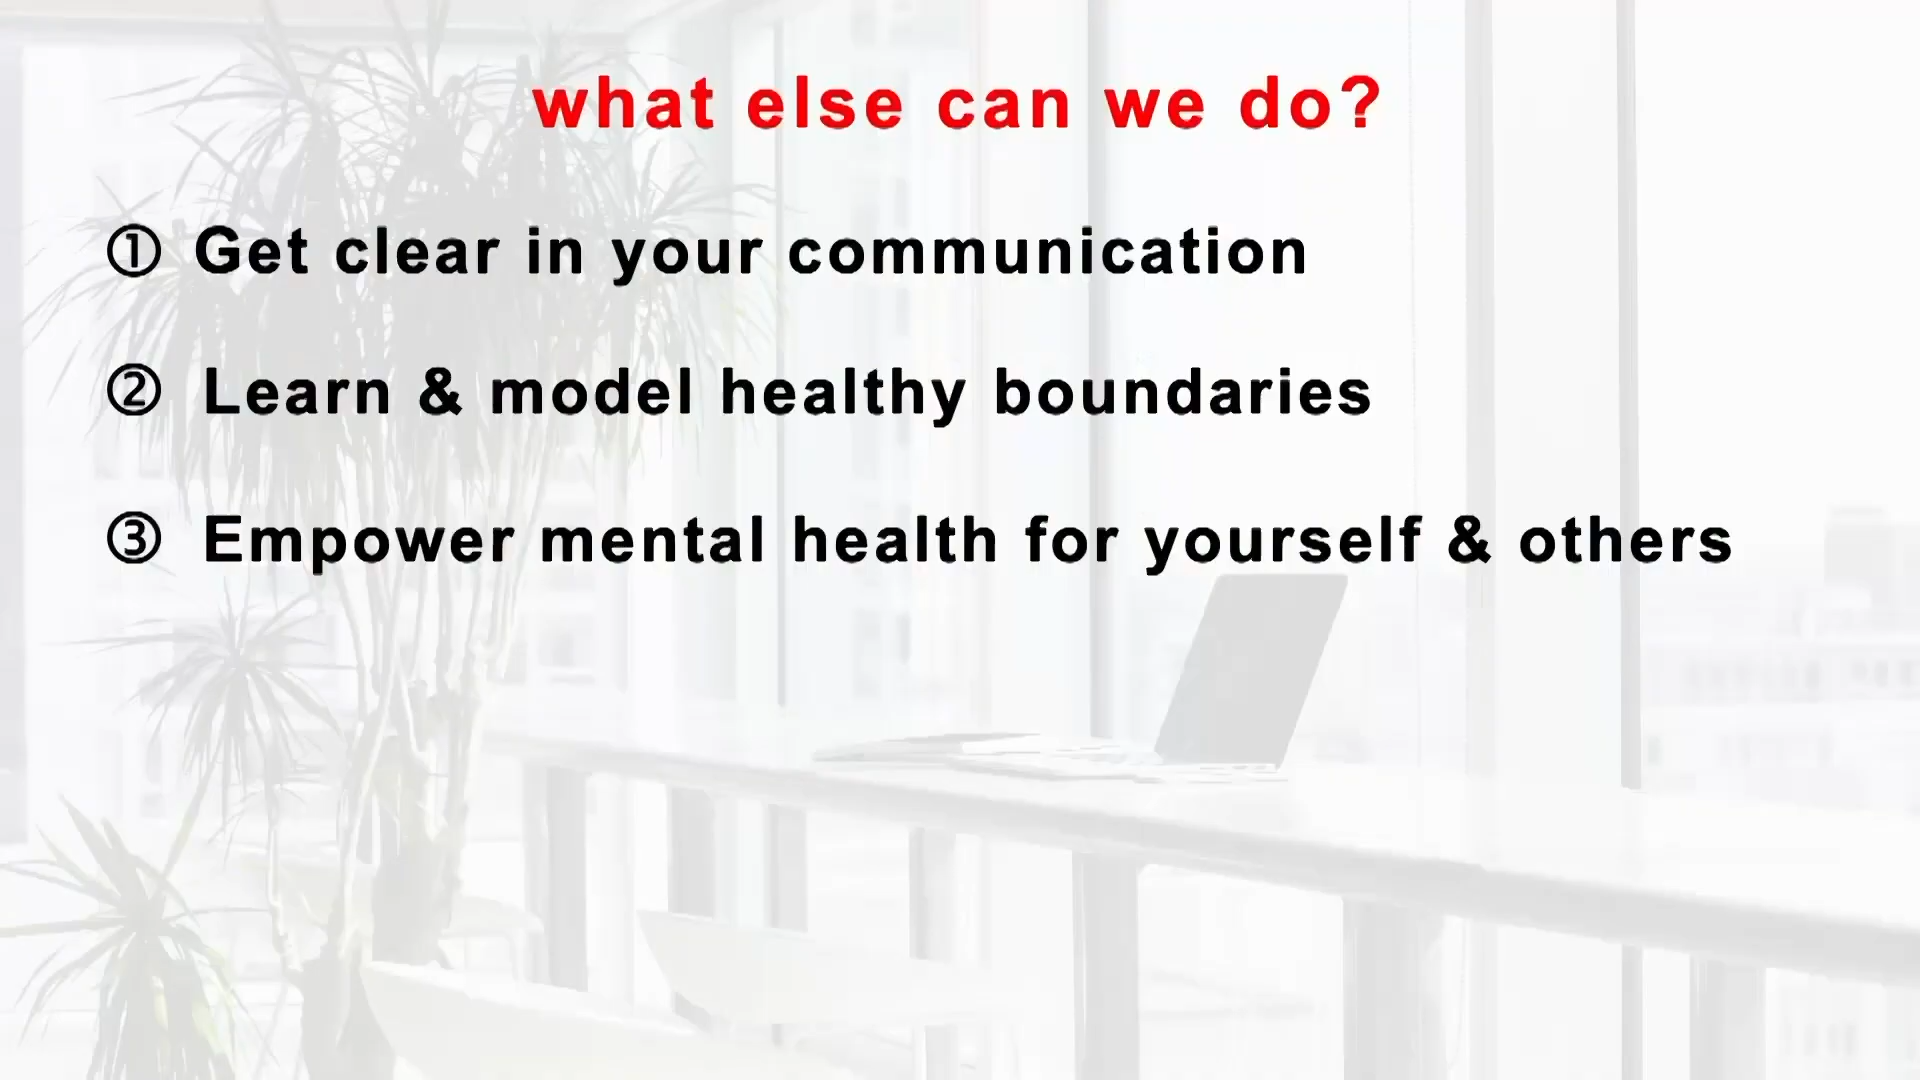 what else can we do?
① Get clear in your communication
② Learn & model healthy boundaries
③ Empower mental health for yourself & others